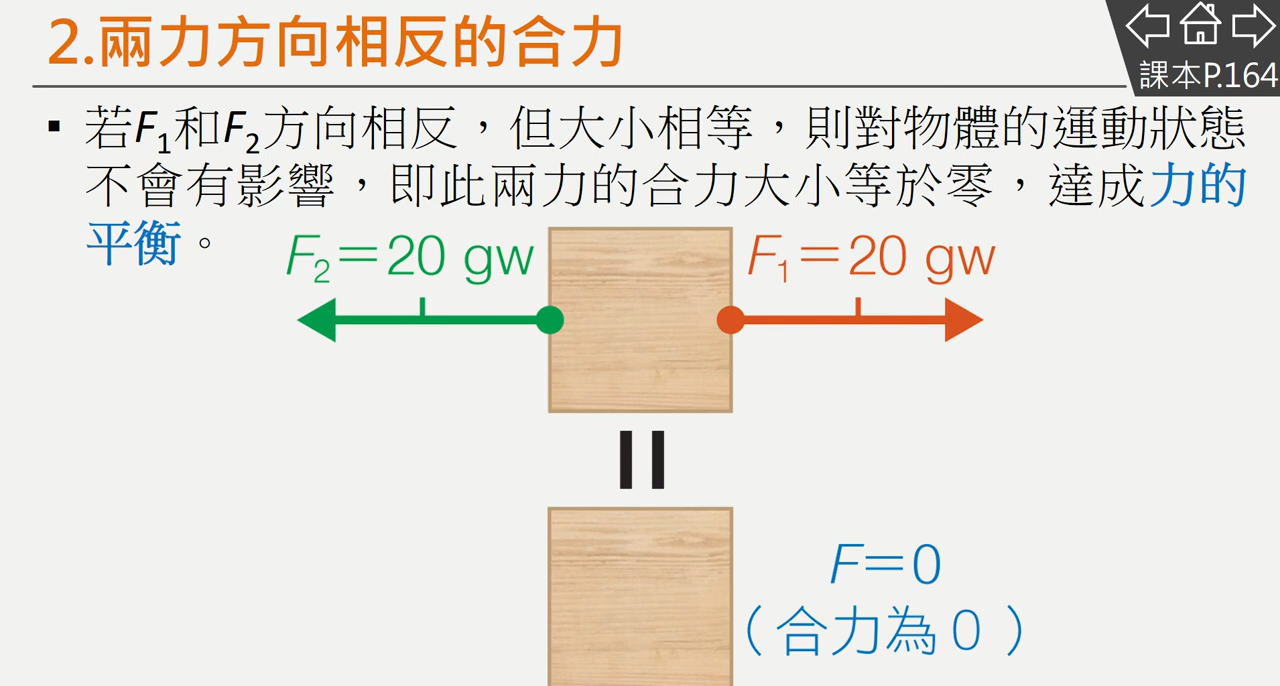 2.兩力方向相反的合力
課本P.164
▪ 若F₁和F₂方向相反，但大小相等，則對物體的運動狀態
不會有影響，即此兩力的合力大小等於零，達成力的
平衡。
F₂＝20 gw
F₁＝20 gw
F＝0
（合力為0）